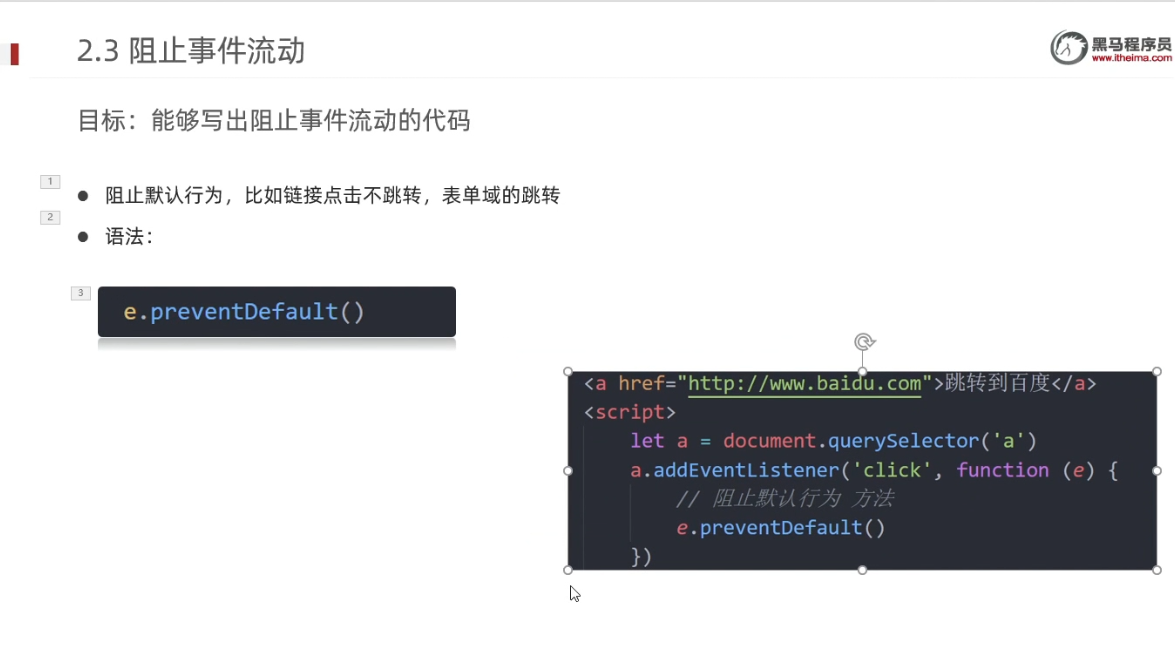 2.3 阻止事件流动
黑马程序员
www.itheima.com
目标：能够写出阻止事件流动的代码
1
● 阻止默认行为，比如链接点击不跳转，表单域的跳转
2
● 语法：
3
e.preventDefault()
<a href="http://www.baidu.com">跳转到百度</a>
<script>
let a = document.querySelector('a')
a.addEventListener('click', function (e) {
// 阻止默认行为 方法
e.preventDefault()
})